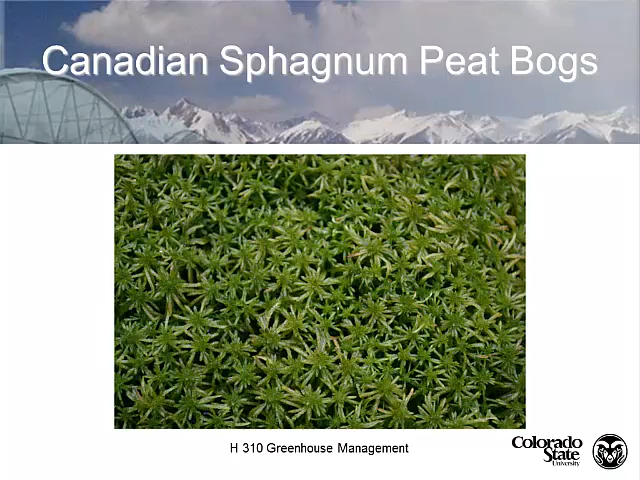 Canadian Sphagnum Peat Bogs
H 310 Greenhouse Management
Colorado
State
University